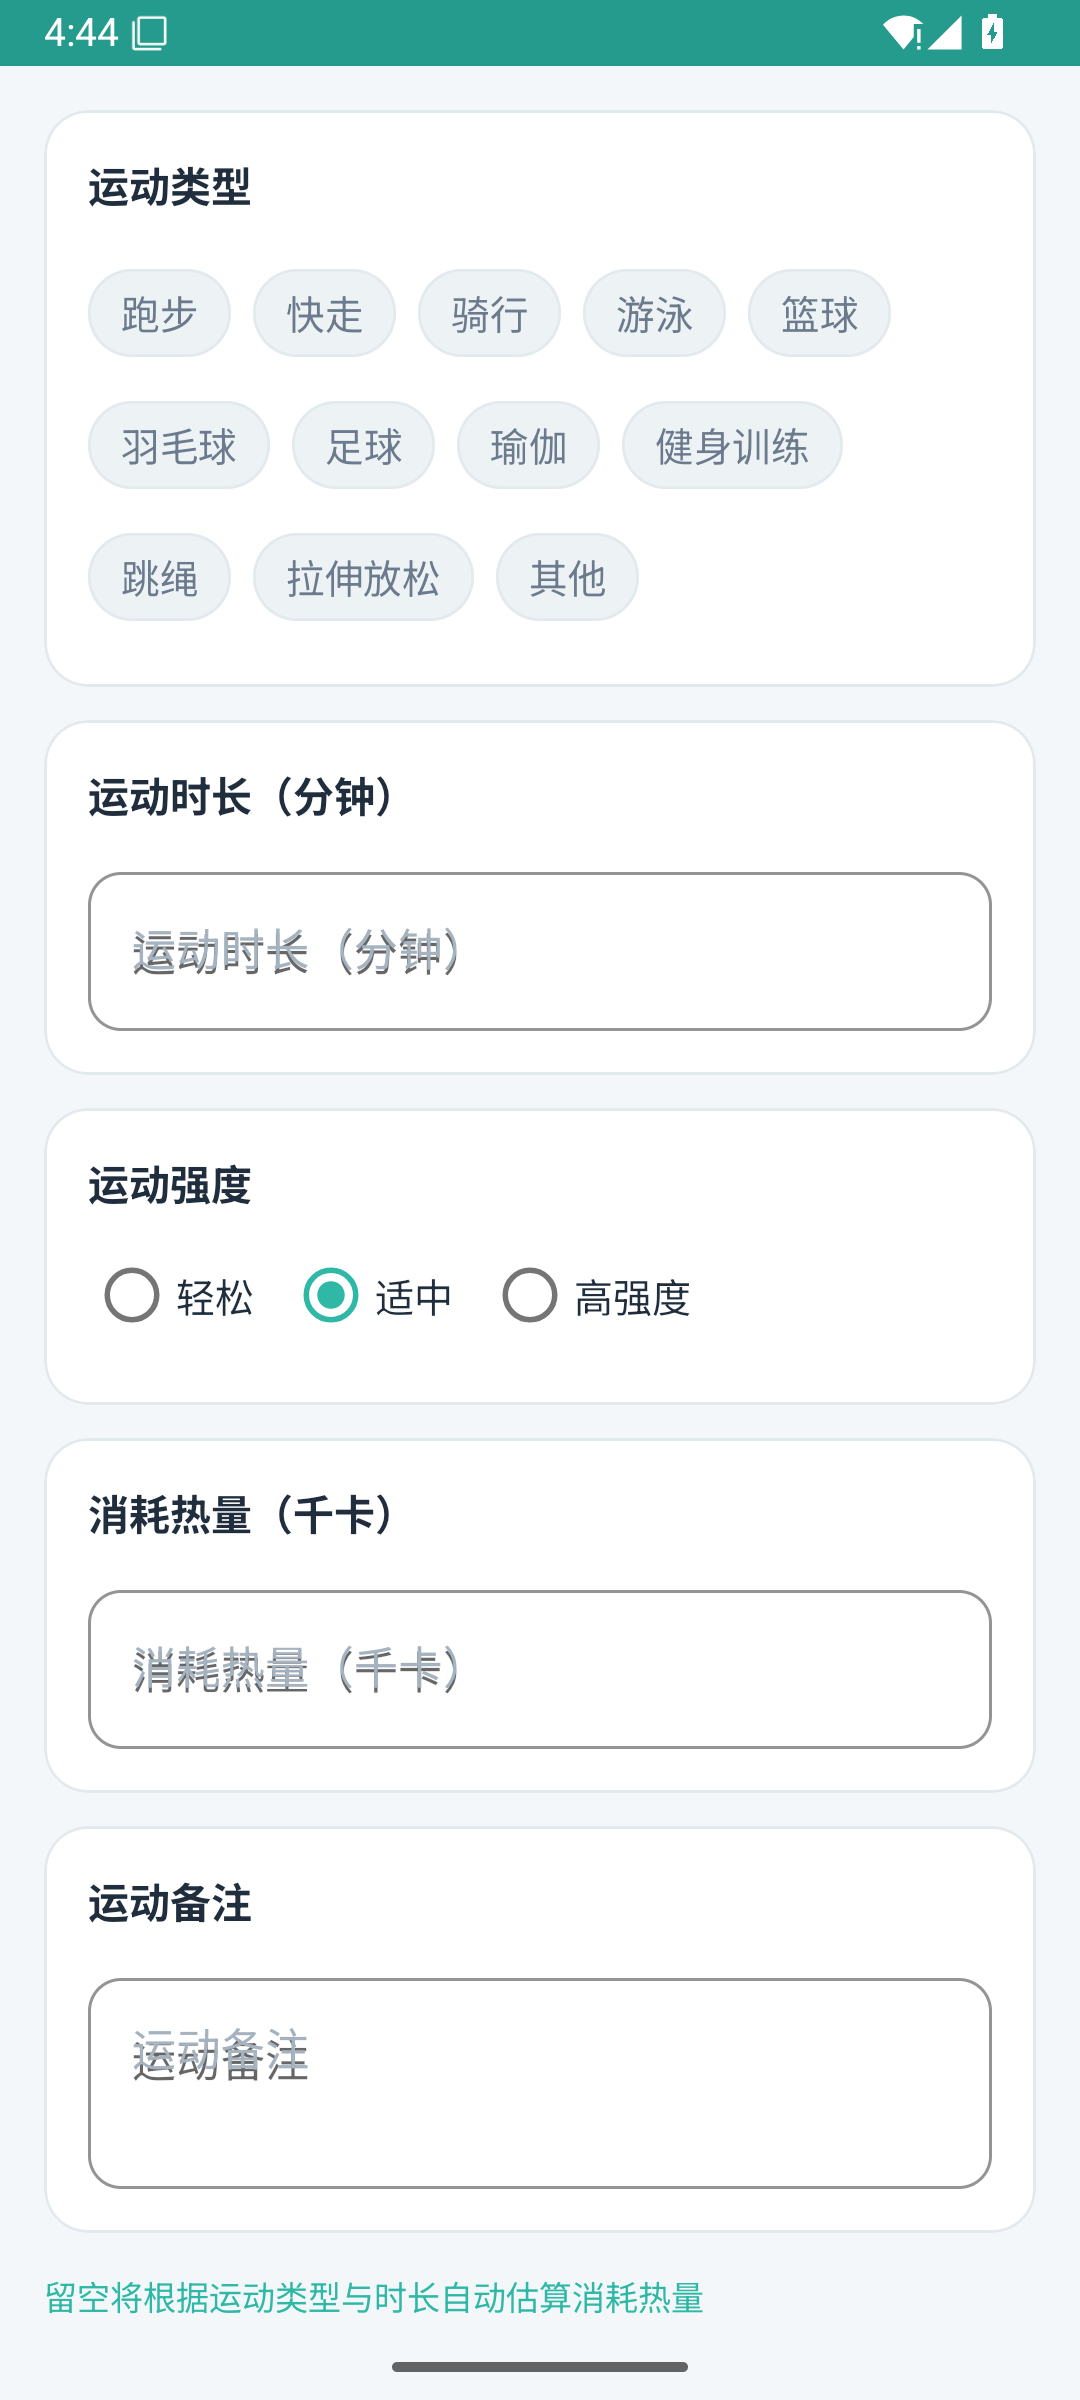 4:44
运动类型
跑步 快走 骑行 游泳 篮球
羽毛球 足球 瑜伽 健身训练
跳绳 拉伸放松 其他
运动时长（分钟）
运动时长（分钟）
运动强度
轻松 适中 高强度
消耗热量（千卡）
消耗热量（千卡）
运动备注
运动备注
留空将根据运动类型与时长自动估算消耗热量